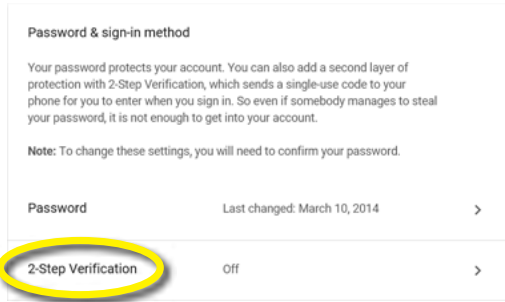 Password & sign-in method
Your password protects your account. You can also add a second layer of
protection with 2-Step Verification, which sends a single-use code to your
phone for you to enter when you sign in. So even if somebody manages to steal
your password, it is not enough to get into your account.
Note: To change these settings, you will need to confirm your password.
Password Last changed: March 10, 2014 >
2-Step Verification Off >